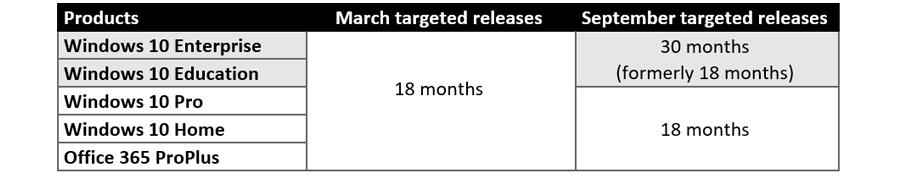 Products March targeted releases September targeted releases
Windows 10 Enterprise 18 months 30 months
(formerly 18 months)
Windows 10 Education
Windows 10 Pro 18 months
Windows 10 Home
Office 365 ProPlus